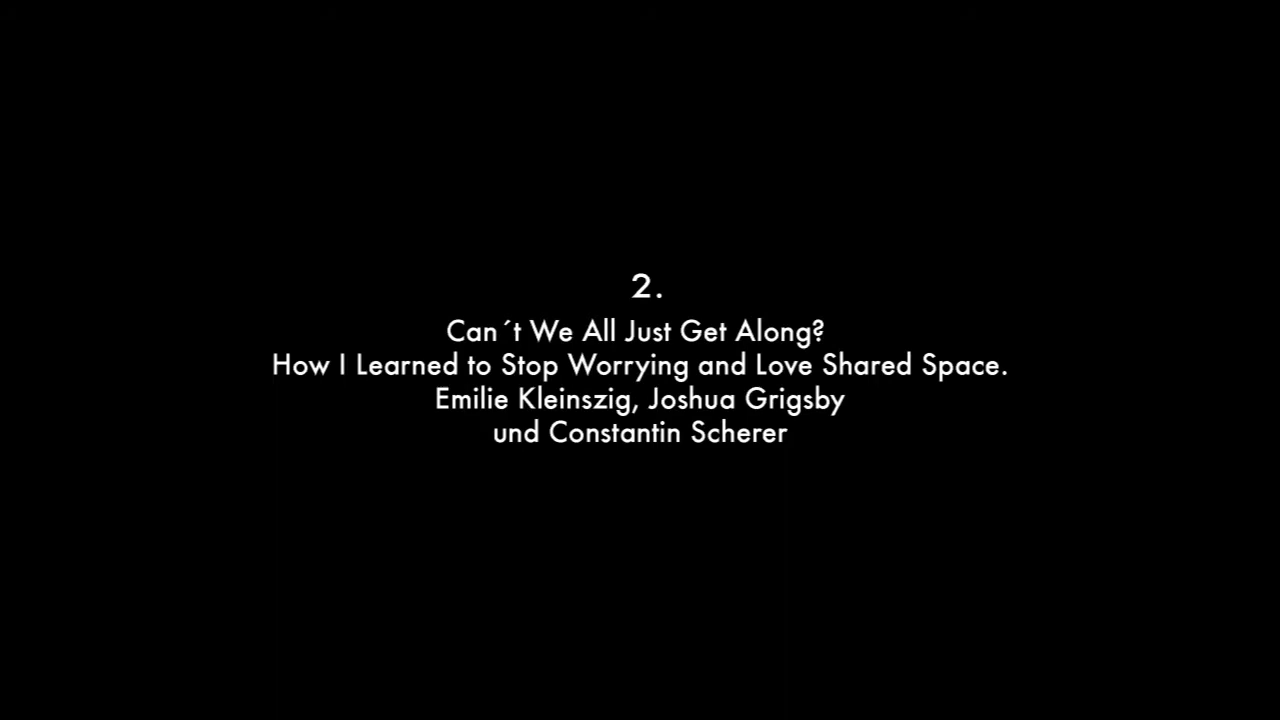 2.
Can´t We All Just Get Along?
How I Learned to Stop Worrying and Love Shared Space.
Emilie Kleinszig, Joshua Grigsby
und Constantin Scherer